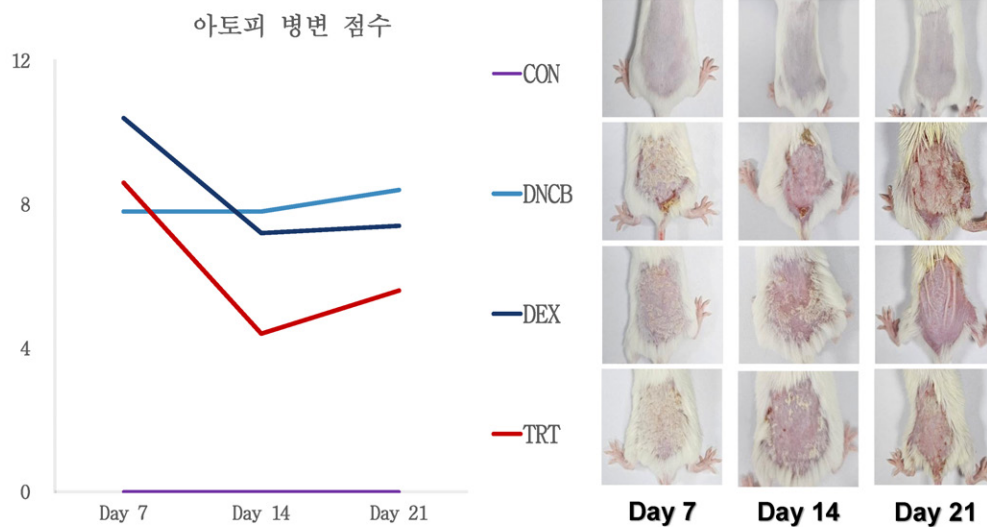 아토피 병변 점수
12
8
4
0
Day 7
Day 14
Day 21
CON
DNCB
DEX
TRT
Day 7
Day 14
Day 21